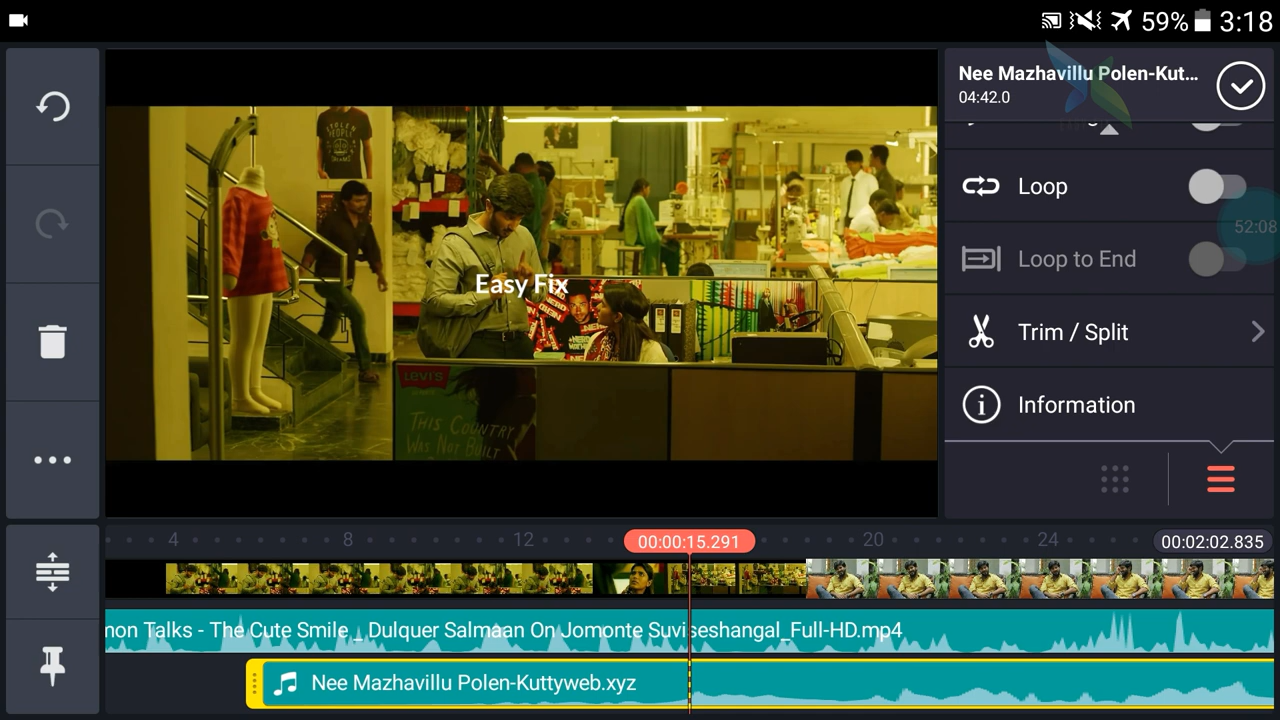 59% 3:18
Nee Mazhavillu Polen-Kut...
04:42.0
Loop
52:08
Loop to End
Trim / Split
Information
Easy Fix
LEVI'S
THIS COUNTRY
WAS NOT BUILT
4 8 12 00:00:15.291 20 24 00:02:02.835
mon Talks - The Cute Smile _ Dulquer Salmaan On Jomonte Suviseshangal_Full-HD.mp4
Nee Mazhavillu Polen-Kuttyweb.xyz